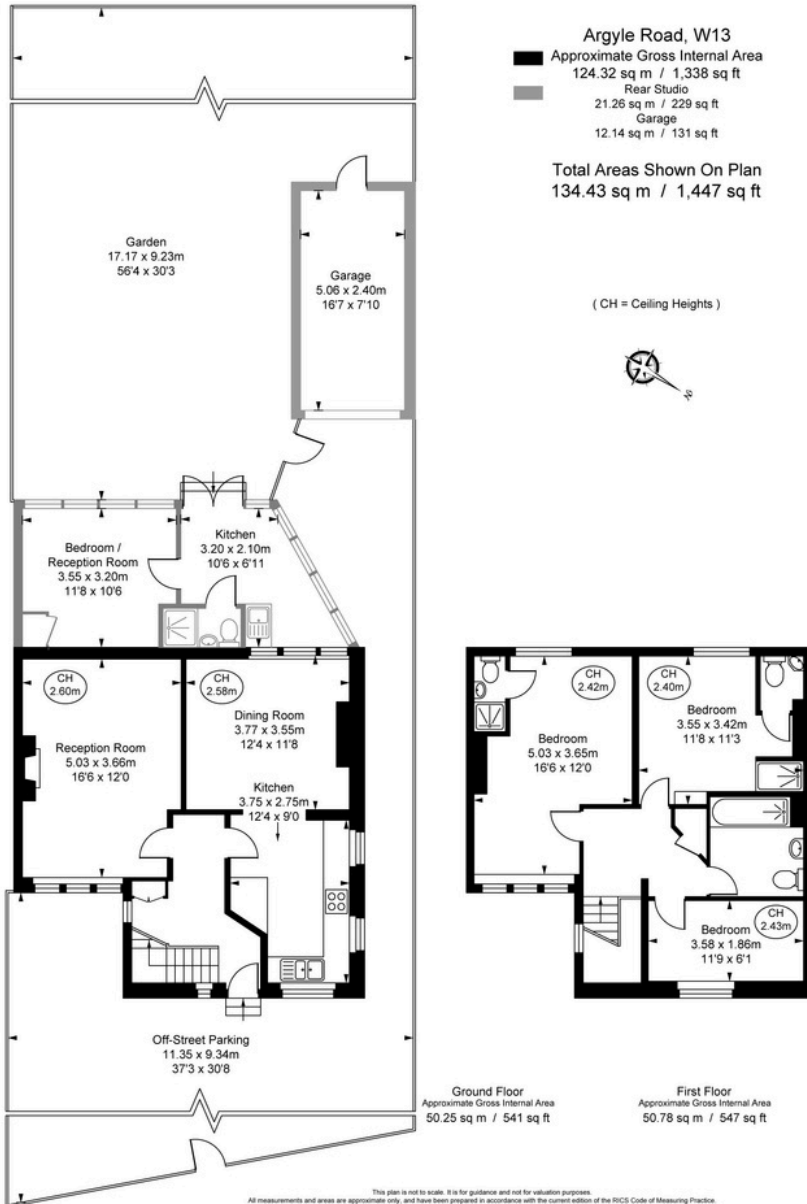 Argyle Road, W13
Approximate Gross Internal Area
124.32 sq m / 1,338 sq ft
Rear Studio
21.26 sq m / 229 sq ft
Garage
12.14 sq m / 131 sq ft
Total Areas Shown On Plan
134.43 sq m / 1,447 sq ft
( CH = Ceiling Heights )
N
Garden
17.17 x 9.23m
56'4 x 30'3
Garage
5.06 x 2.40m
16'7 x 7'10
Bedroom /
Reception Room
3.55 x 3.20m
11'8 x 10'6
Kitchen
3.20 x 2.10m
10'6 x 6'11
CH
2.60m
Reception Room
5.03 x 3.66m
16'6 x 12'0
CH
2.58m
Dining Room
3.77 x 3.55m
12'4 x 11'8
Kitchen
3.75 x 2.75m
12'4 x 9'0
Off-Street Parking
11.35 x 9.34m
37'3 x 30'8
CH
2.42m
Bedroom
5.03 x 3.65m
16'6 x 12'0
CH
2.40m
Bedroom
3.55 x 3.42m
11'8 x 11'3
CH
2.43m
Bedroom
3.58 x 1.86m
11'9 x 6'1
Ground Floor
Approximate Gross Internal Area
50.25 sq m / 541 sq ft
First Floor
Approximate Gross Internal Area
50.78 sq m / 547 sq ft
This plan is not to scale. It is for guidance and not for valuation purposes.
All measurements and areas are approximate only, and have been prepared in accordance with the current edition of the RICS Code of Measuring Practice.